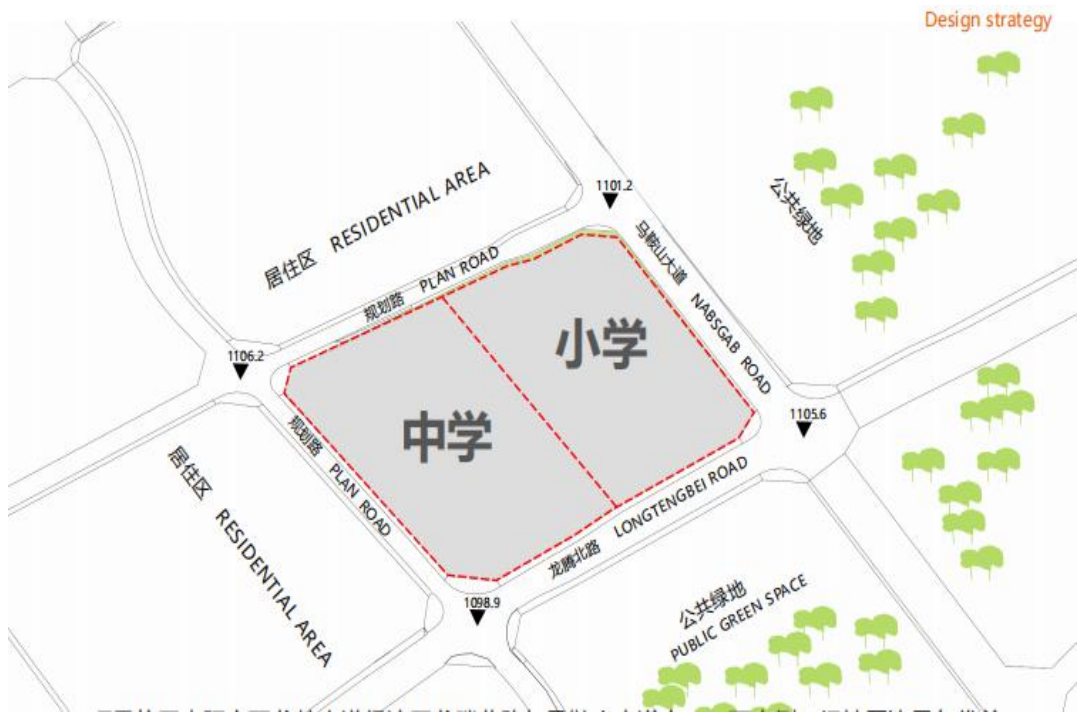 Design strategy
1101.2
公共绿地
居住区 RESIDENTIAL AREA
马鞍山大道 NABSGAB ROAD
规划路 PLAN ROAD
小学
1106.2
中学
1105.6
规划路 PLAN ROAD
居住区 RESIDENTIAL AREA
龙腾北路 LONGTENGBEI ROAD
公共绿地
PUBLIC GREEN SPACE
1098.9